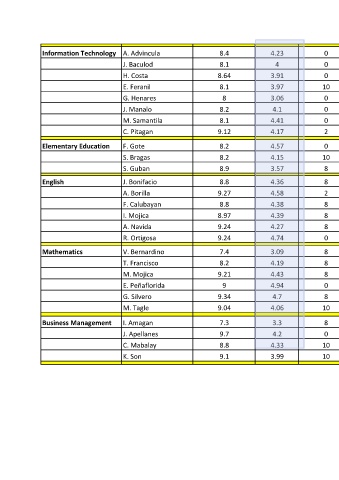 Information Technology A. Advincula 8.4 4.23 0
J. Baculod 8.1 4 0
H. Costa 8.64 3.91 0
E. Feranil 8.1 3.97 10
G. Henares 8 3.06 0
J. Manalo 8.2 4.1 0
M. Samantila 8.1 4.41 0
C. Pitagan 9.12 4.17 2
Elementary Education F. Gote 8.2 4.57 0
S. Bragas 8.2 4.15 10
S. Guban 8.9 3.57 8
English J. Bonifacio 8.8 4.36 8
A. Borilla 9.27 4.58 2
F. Calubayan 8.8 4.38 8
I. Mojica 8.97 4.39 8
A. Navida 9.24 4.27 8
R. Ortigosa 9.24 4.74 0
Mathematics V. Bernardino 7.4 3.09 8
T. Francisco 8.2 4.19 8
M. Mojica 9.21 4.43 8
E. Peñaflorida 9 4.94 0
G. Silvero 9.34 4.7 8
M. Tagle 9.04 4.06 10
Business Management I. Amagan 7.3 3.3 8
J. Apellanes 9.7 4.2 0
C. Mabalay 8.8 4.33 10
K. Son 9.1 3.99 10